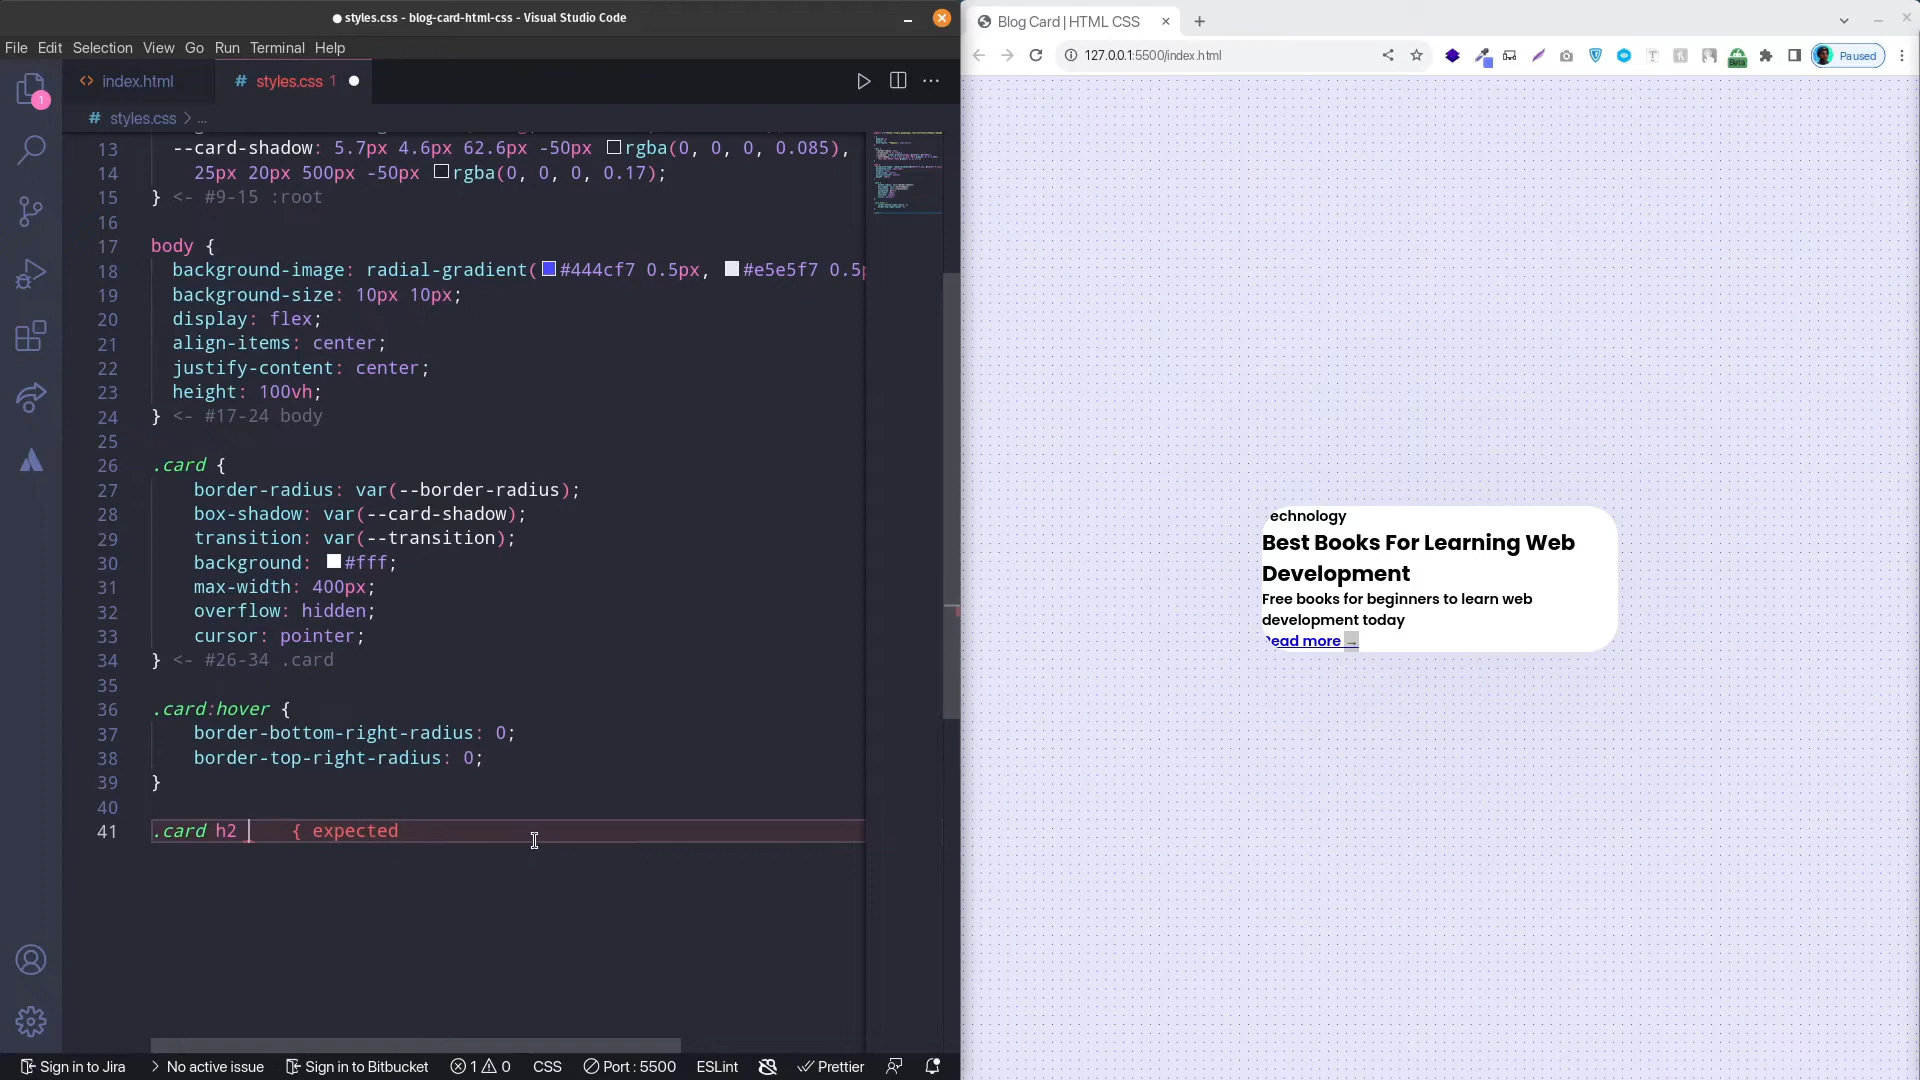 styles.css - blog-card-html-css - Visual Studio Code
File Edit Selection View Go Run Terminal Help
index.html
# styles.css 1
1
# styles.css > ...
13 --card-shadow: 5.7px 4.6px 62.6px -50px rgba(0, 0, 0, 0.085),
14 25px 20px 500px -50px rgba(0, 0, 0, 0.17);
15 } <- #9-15 :root
16
17 body {
18 background-image: radial-gradient(#444cf7 0.5px, #e5e5f7 0.5p
19 background-size: 10px 10px;
20 display: flex;
21 align-items: center;
22 justify-content: center;
23 height: 100vh;
24 } <- #17-24 body
25
26 .card {
27 border-radius: var(--border-radius);
28 box-shadow: var(--card-shadow);
29 transition: var(--transition);
30 background: #fff;
31 max-width: 400px;
32 overflow: hidden;
33 cursor: pointer;
34 } <- #26-34 .card
35
36 .card:hover {
37 border-bottom-right-radius: 0;
38 border-top-right-radius: 0;
39 }
40
41 .card h2 { expected
Sign in to Jira > No active issue Sign in to Bitbucket 1 0 CSS Port : 5500 ESLint Prettier
Blog Card | HTML CSS
127.0.0.1:5500/index.html
Beta
Paused
echnology
Best Books For Learning Web
Development
Free books for beginners to learn web
development today
Read more →